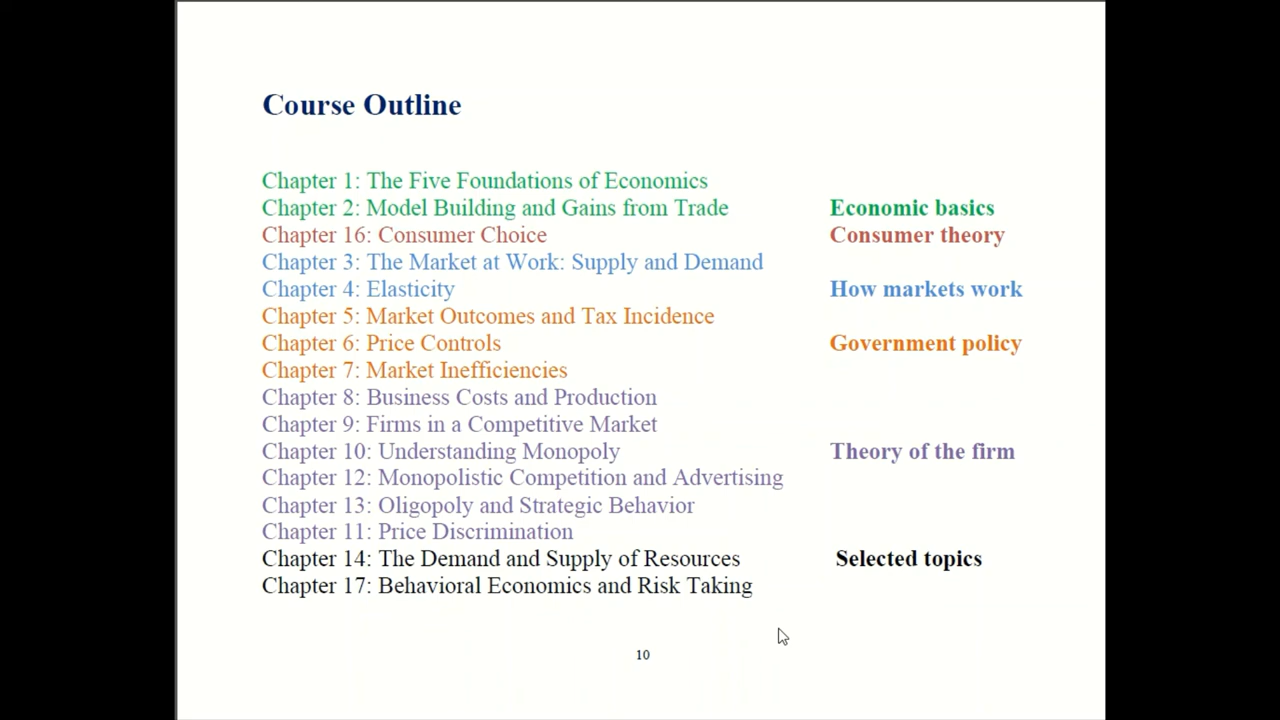 Course Outline
Chapter 1: The Five Foundations of Economics
Chapter 2: Model Building and Gains from Trade Economic basics
Chapter 16: Consumer Choice Consumer theory
Chapter 3: The Market at Work: Supply and Demand
Chapter 4: Elasticity How markets work
Chapter 5: Market Outcomes and Tax Incidence
Chapter 6: Price Controls Government policy
Chapter 7: Market Inefficiencies
Chapter 8: Business Costs and Production
Chapter 9: Firms in a Competitive Market
Chapter 10: Understanding Monopoly Theory of the firm
Chapter 12: Monopolistic Competition and Advertising
Chapter 13: Oligopoly and Strategic Behavior
Chapter 11: Price Discrimination
Chapter 14: The Demand and Supply of Resources Selected topics
Chapter 17: Behavioral Economics and Risk Taking
10